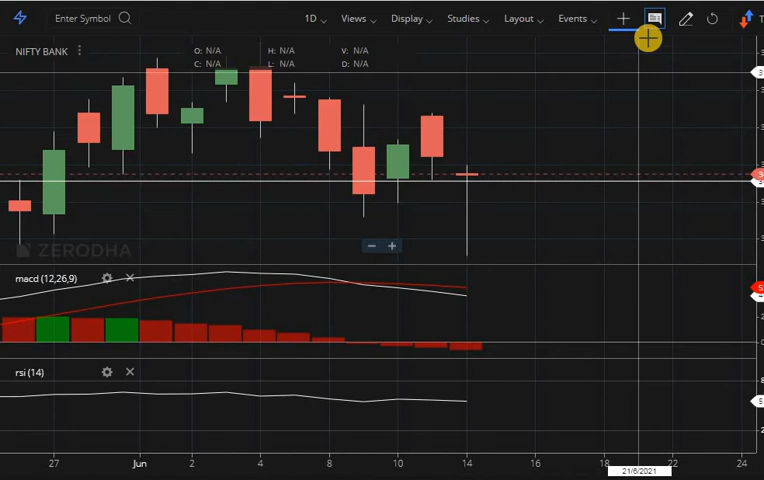 Enter Symbol 1D Views Display Studies Layout Events
NIFTY BANK
O: N/A H: N/A V: N/A
C: N/A L: N/A D: N/A
ZERODHA
macd (12,26,9)
rsi (14)
27 Jun 2 4 8 10 14 16 18 22 24
21/6/2021